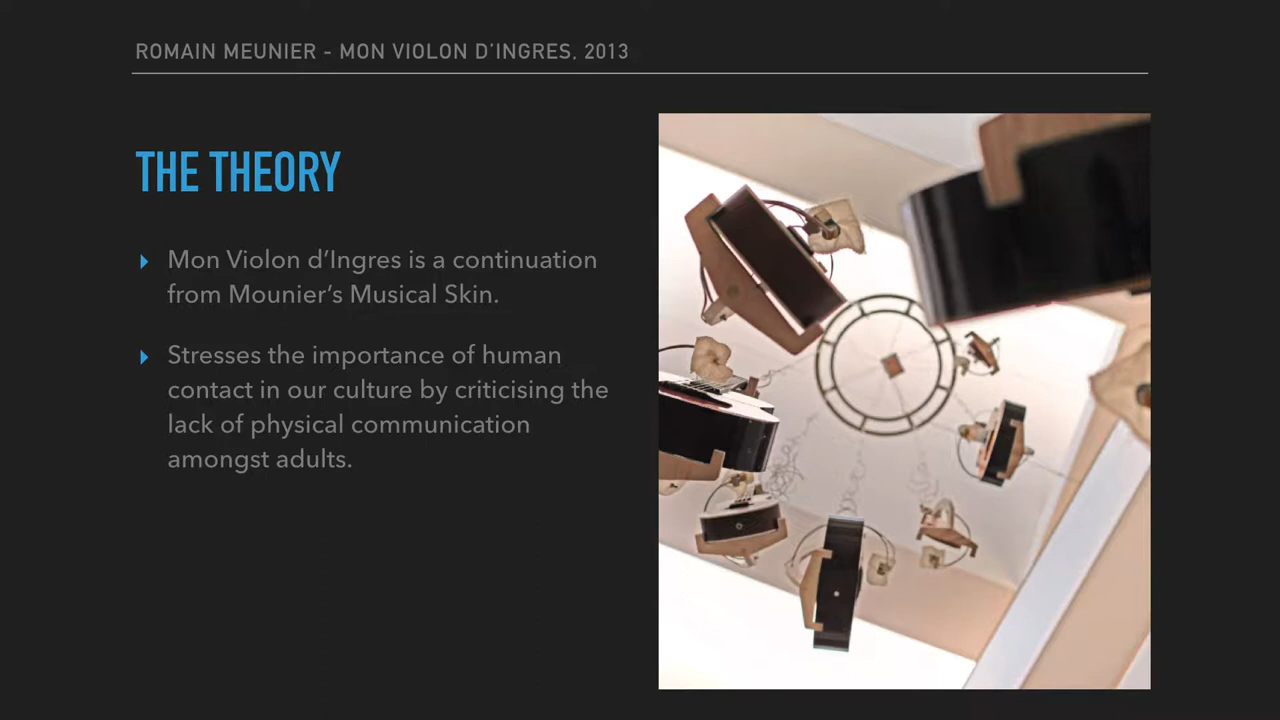 ROMAIN MEUNIER - MON VIOLON D'INGRES, 2013
THE THEORY
Mon Violon d'Ingres is a continuation
from Mounier's Musical Skin.
Stresses the importance of human
contact in our culture by criticising the
lack of physical communication
amongst adults.